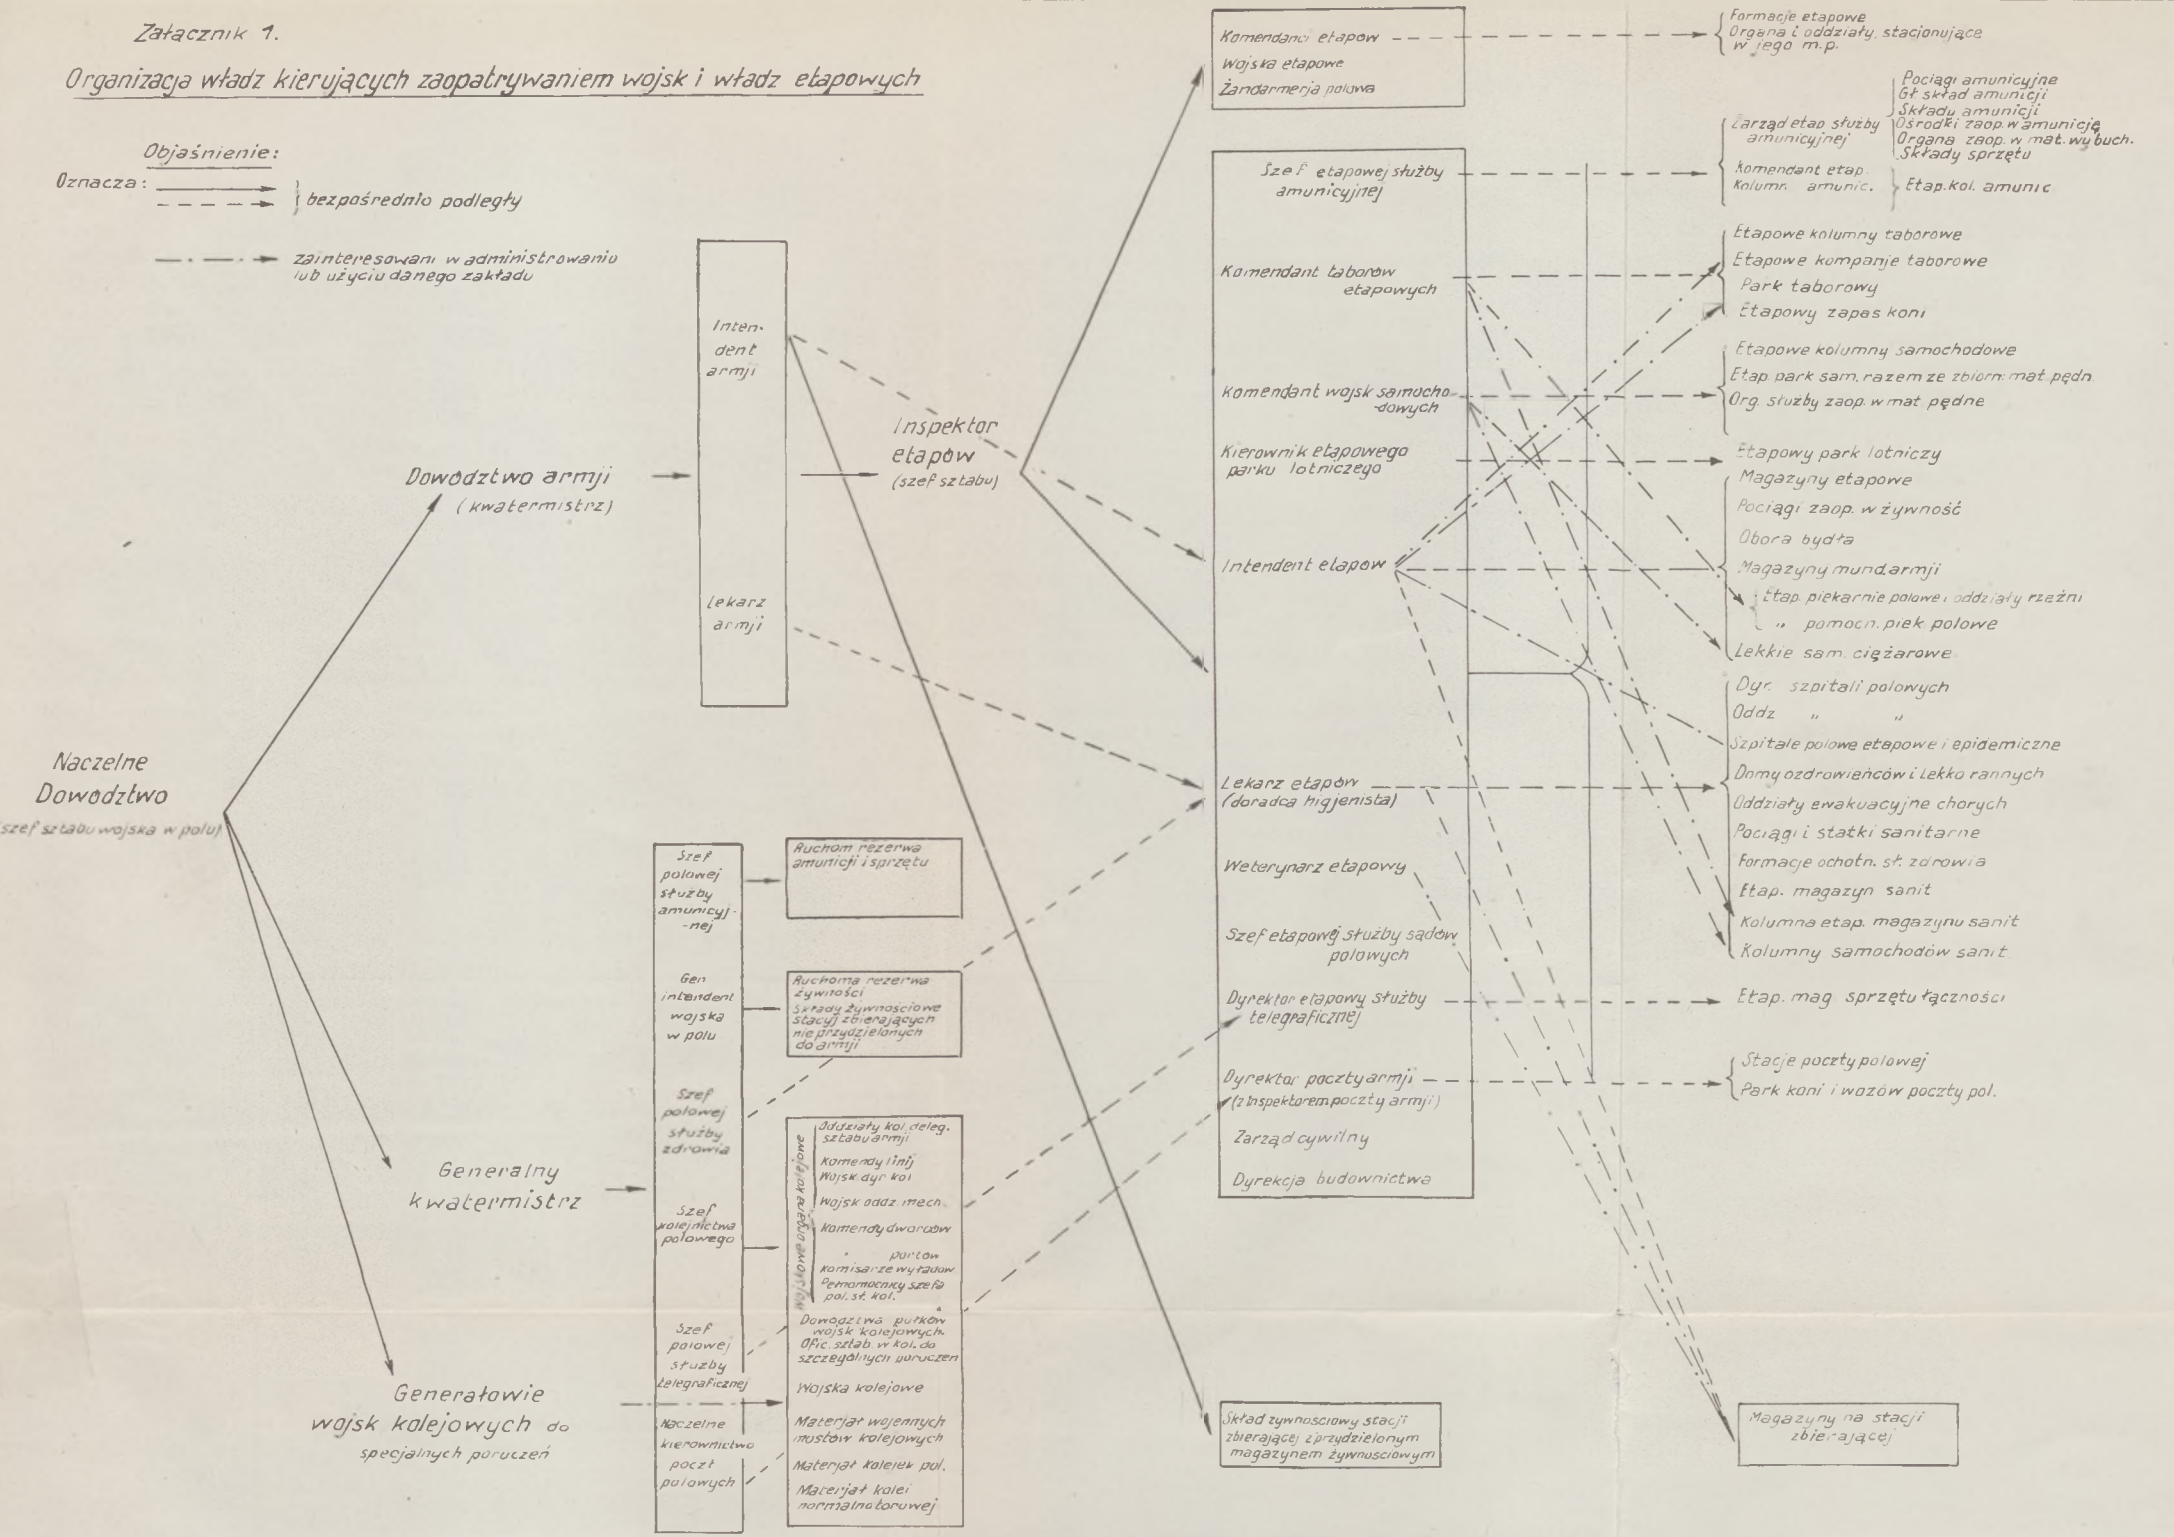 Załącznik 1.
Organizacja władz kierujących zaopatrywaniem wojsk i władz etapowych
Objaśnienie:
Oznacza:
bezpośrednio podległy
zainteresowani w administrowaniu
lub użyciu danego zakładu
Naczelne
Dowództwo
(szef sztabu wojska w polu)
Dowództwo armji
(kwatermistrz)
Generalny
kwatermistrz
Generałowie
wojsk kolejowych do
specjalnych poruczeń
Inten-
dent
armji
Lekarz
armji
Inspektor
etapów
(szef sztabu)
Szef
polowej
służby
amunicyj-
-nej
Gen
intendent
wojska
w polu
Szef
polowej
służby
zdrowia
Szef
kolejnictwa
polowego
Szef
polowej
służby
telegraficznej
Naczelne
kierownictwo
poczt
polowych
Ruchom rezerwa
amunicji i sprzętu
Ruchoma rezerwa
żywności
Składy żywnościowe
stacyj zbierających
nie przydzielonych
do armji
Wojskowe organa kolejowe
Oddziały kol. deleg.
sztabu armji
Komendy linij
Wojsk. dyr kol
Wojsk oddz. mech.
Komendy dworców
" portów
Komisarze wyładow
Pełnomocnicy szefa
pol. sł. kol.
Dowództwa pułków
wojsk kolejowych.
Ofic. sztab. w kol. do
szczególnych poruczeń
Wojska kolejowe
Materjał wojennych
mostów kolejowych
Materjał kolejek pol.
Materjał kolei
normalnotorowej
Komendanci etapów
Wojska etapowe
Żandarmerja polowa
Szef etapowej służby
amunicyjnej
Komendant taborów
etapowych
Komendant wojsk samocho-
-dowych
Kierownik etapowego
parku lotniczego
Intendent etapów
Lekarz etapów
(doradca higjenista)
Weterynarz etapowy
Szef etapowej służby sądów
polowych
Dyrektor etapowy służby
telegraficznej
Dyrektor poczty armji
(z Inspektorem poczty armji)
Zarząd cywilny
Dyrekcja budownictwa
Skład żywnościowy stacji
zbierającej z przydzielonym
magazynem żywnościowym
Formacje etapowe
Organa i oddziały, stacjonujące
w jego m.p.
Zarząd etap służby
amunicyjnej
Pociągi amunicyjne
Gł skład amunicji
Składy amunicji
Ośrodki zaop. w amunicję
Organa zaop. w mat. wybuch.
Składy sprzętu
Komendant etap.
Kolumn amunic.
Etap. kol. amunic
Etapowe kolumny taborowe
Etapowe kompanje taborowe
Park taborowy
Etapowy zapas koni
Etapowe kolumny samochodowe
Etap. park sam. razem ze zbiorn: mat. pędn.
Org. służby zaop. w mat. pędne
Etapowy park lotniczy
Magazyny etapowe
Pociągi zaop. w żywność
Obora bydła
Magazyny mund. armji
Etap. piekarnie polowe i oddziały rzeźni
" pomocn. piek. polowe
Lekkie sam. ciężarowe
Dyr. szpitali polowych
Oddz " "
Szpitale polowe etapowe i epidemiczne
Domy ozdrowieńców i lekko rannych
Oddziały ewakuacyjne chorych
Pociągi i statki sanitarne
Formacje ochotn. sł. zdrowia
Etap. magazyn sanit
Kolumna etap. magazynu sanit
Kolumny samochodów sanit.
Etap. mag sprzętu łączności
Stacje poczty polowej
Park koni i wozów poczty pol.
Magazyny na stacji
zbierającej